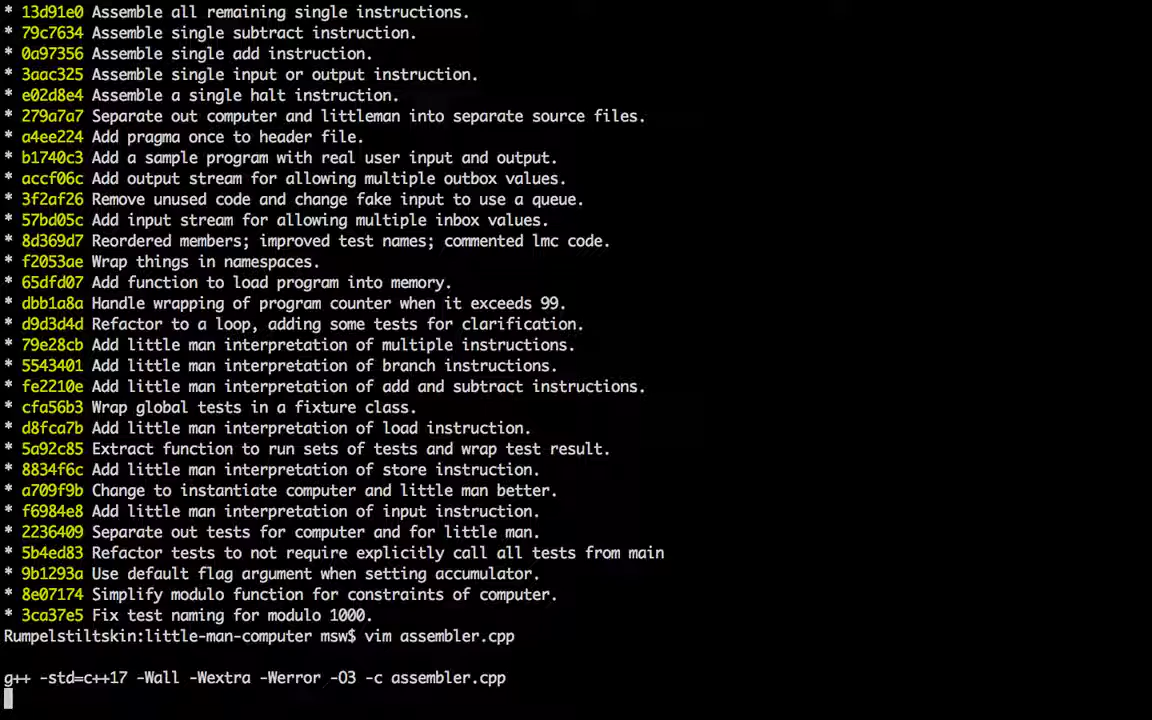 * 13d91e0 Assemble all remaining single instructions.
* 79c7634 Assemble single subtract instruction.
* 0a97356 Assemble single add instruction.
* 3aac325 Assemble single input or output instruction.
* e02d8e4 Assemble a single halt instruction.
* 279a7a7 Separate out computer and littleman into separate source files.
* a4ee224 Add pragma once to header file.
* b1740c3 Add a sample program with real user input and output.
* accf06c Add output stream for allowing multiple outbox values.
* 3f2af26 Remove unused code and change fake input to use a queue.
* 57bd05c Add input stream for allowing multiple inbox values.
* 8d369d7 Reordered members; improved test names; commented lmc code.
* f2053ae Wrap things in namespaces.
* 65dfd07 Add function to load program into memory.
* dbb1a8a Handle wrapping of program counter when it exceeds 99.
* d9d3d4d Refactor to a loop, adding some tests for clarification.
* 79e28cb Add little man interpretation of multiple instructions.
* 5543401 Add little man interpretation of branch instructions.
* fe2210e Add little man interpretation of add and subtract instructions.
* cfa56b3 Wrap global tests in a fixture class.
* d8fca7b Add little man interpretation of load instruction.
* 5a92c85 Extract function to run sets of tests and wrap test result.
* 8834f6c Add little man interpretation of store instruction.
* a709f9b Change to instantiate computer and little man better.
* f6984e8 Add little man interpretation of input instruction.
* 2236409 Separate out tests for computer and for little man.
* 5b4ed83 Refactor tests to not require explicitly call all tests from main
* 9b1293a Use default flag argument when setting accumulator.
* 8e07174 Simplify modulo function for constraints of computer.
* 3ca37e5 Fix test naming for modulo 1000.
Rumpelstiltskin:little-man-computer msw$ vim assembler.cpp
g++ -std=c++17 -Wall -Wextra -Werror -O3 -c assembler.cpp